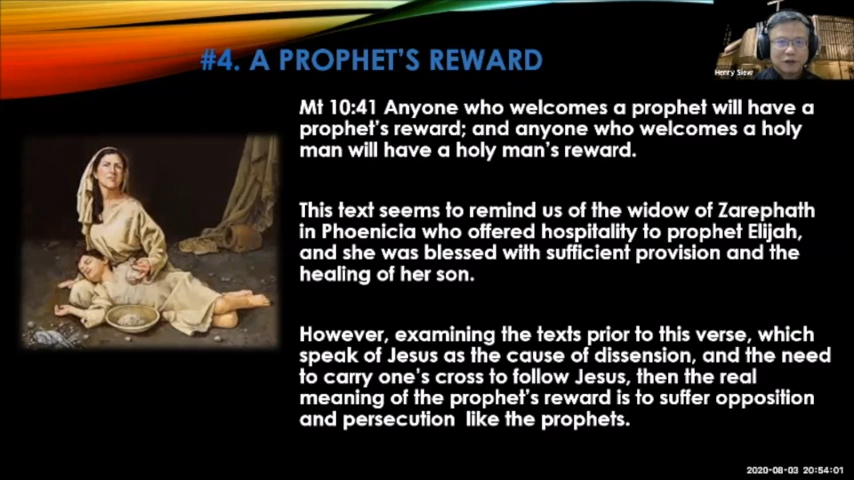 #4. A PROPHET'S REWARD
Henry Siew
Mt 10:41 Anyone who welcomes a prophet will have a
prophet's reward; and anyone who welcomes a holy
man will have a holy man's reward.
This text seems to remind us of the widow of Zarephath
in Phoenicia who offered hospitality to prophet Elijah,
and she was blessed with sufficient provision and the
healing of her son.
However, examining the texts prior to this verse, which
speak of Jesus as the cause of dissension, and the need
to carry one's cross to follow Jesus, then the real
meaning of the prophet's reward is to suffer opposition
and persecution like the prophets.
2020-08-03 20:54:01